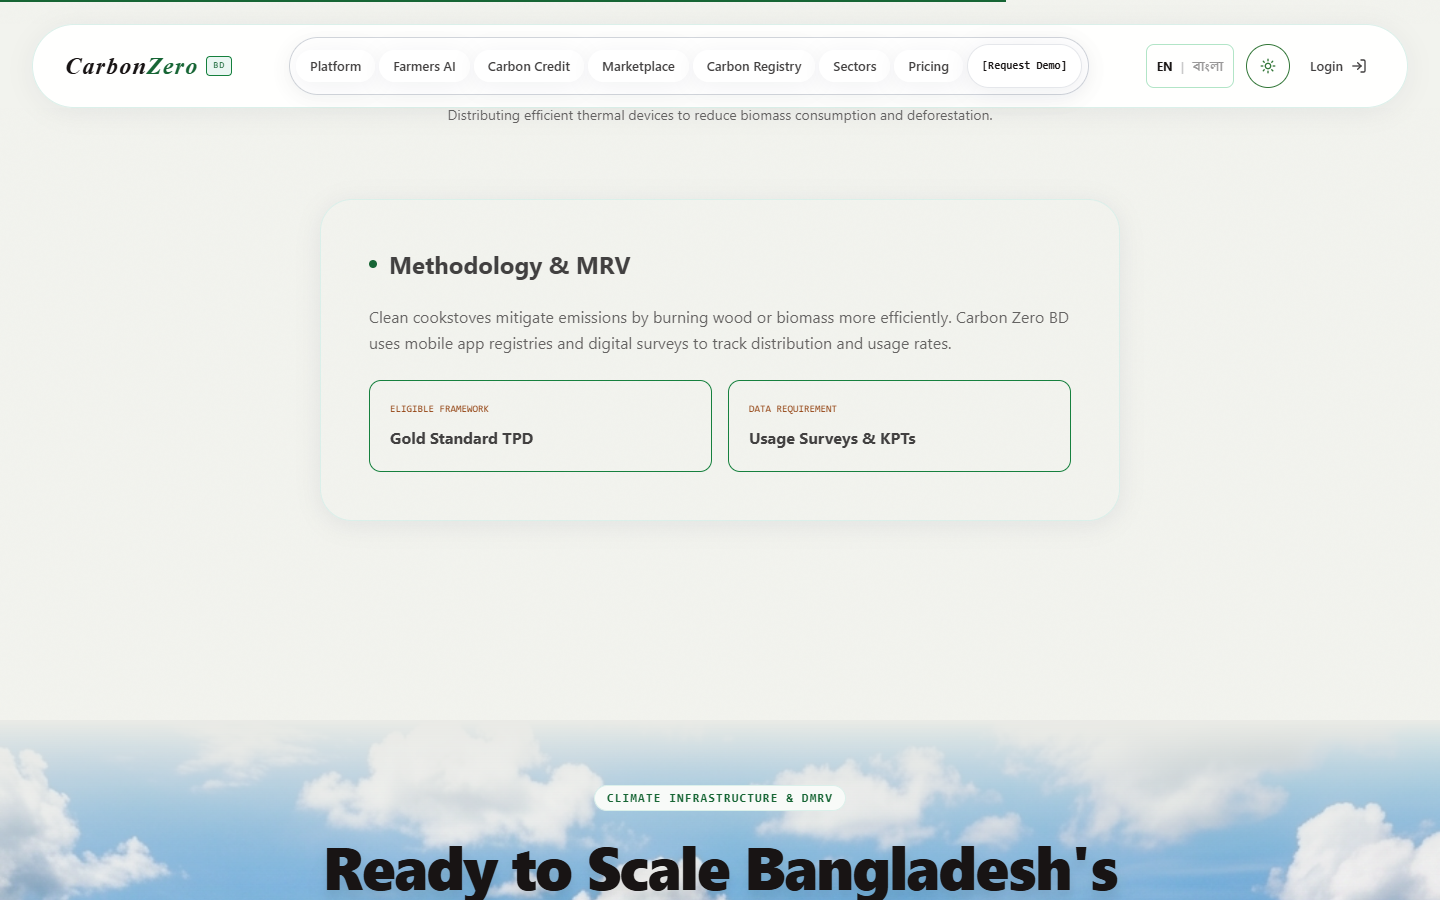 CarbonZero BD
Platform
Farmers AI
Carbon Credit
Marketplace
Carbon Registry
Sectors
Pricing
[Request Demo]
EN | বাংলা
Login
Distributing efficient thermal devices to reduce biomass consumption and deforestation.
Methodology & MRV
Clean cookstoves mitigate emissions by burning wood or biomass more efficiently. Carbon Zero BD
uses mobile app registries and digital surveys to track distribution and usage rates.
ELIGIBLE FRAMEWORK
Gold Standard TPD
DATA REQUIREMENT
Usage Surveys & KPTs
CLIMATE INFRASTRUCTURE & DMRV
Ready to Scale Bangladesh's